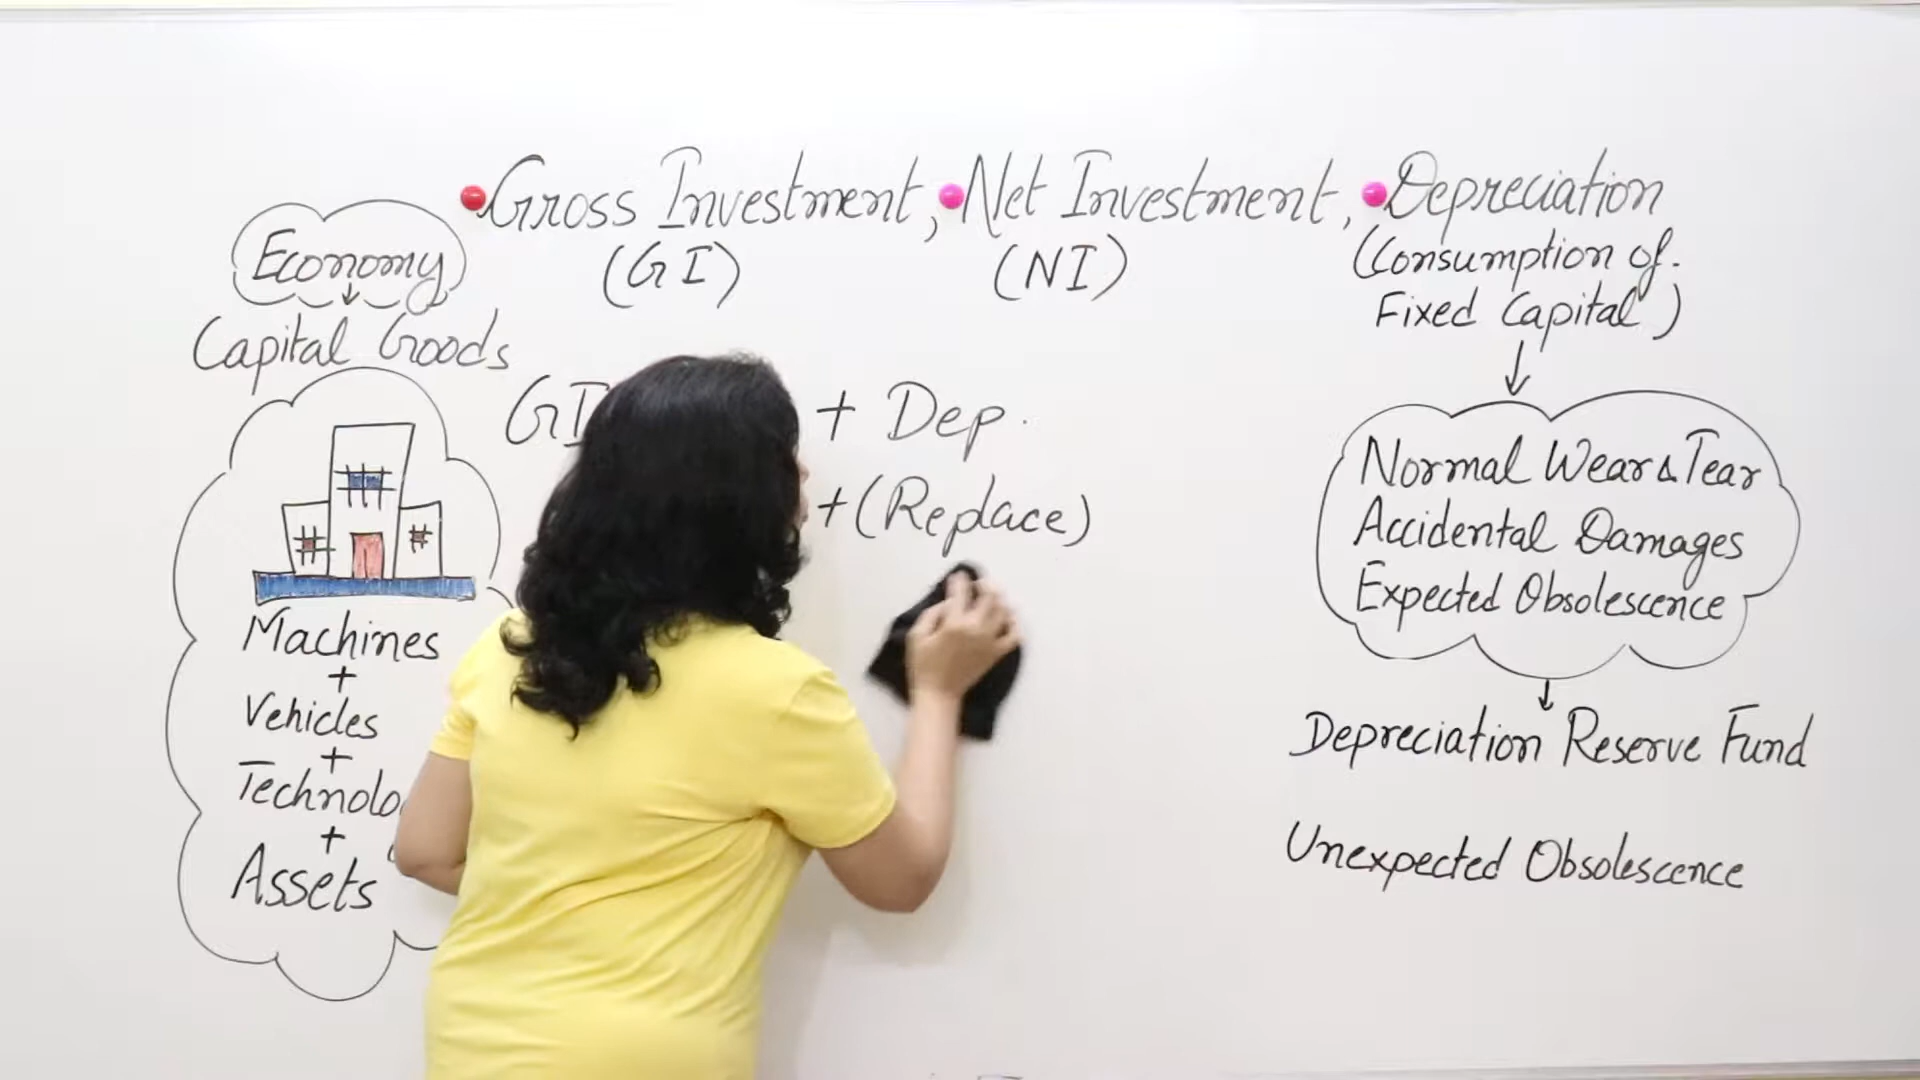 Gross Investment, Net Investment, Depreciation
(GI) (NI) (Consumption of
Fixed Capital)
Economy
Capital Goods
Machines
+
Vehicles
+
+
Assets
GI + Dep.
+ (Replace)
Normal Wear & Tear
Accidental Damages
Expected Obsolescence
Depreciation Reserve Fund
Unexpected Obsolescence